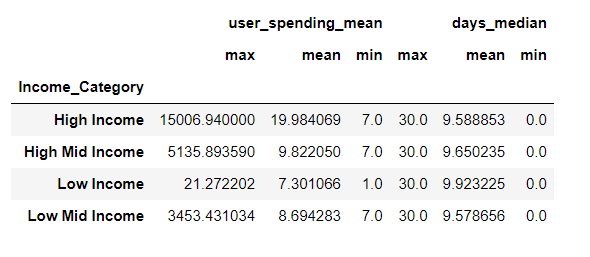 user_spending_mean days_median
max mean min max mean min
Income_Category
High Income 15006.940000 19.984069 7.0 30.0 9.588853 0.0
High Mid Income 5135.893590 9.822050 7.0 30.0 9.650235 0.0
Low Income 21.272202 7.301066 1.0 30.0 9.923225 0.0
Low Mid Income 3453.431034 8.694283 7.0 30.0 9.578656 0.0